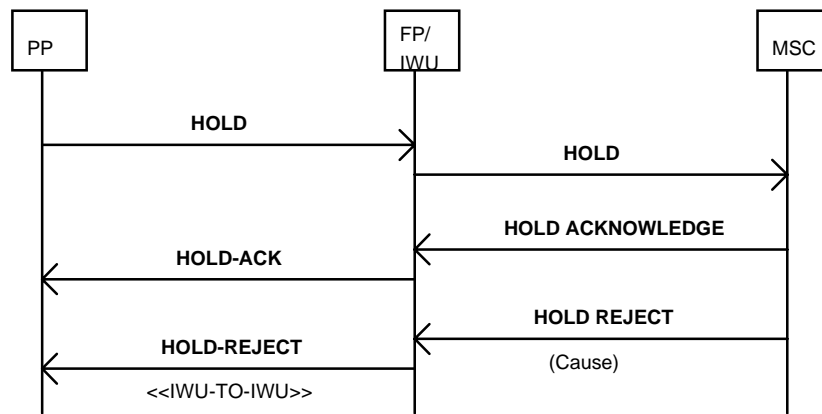 PP
FP/
IWU
MSC
HOLD
HOLD
HOLD ACKNOWLEDGE
HOLD-ACK
HOLD REJECT
HOLD-REJECT
(Cause)
<<IWU-TO-IWU>>